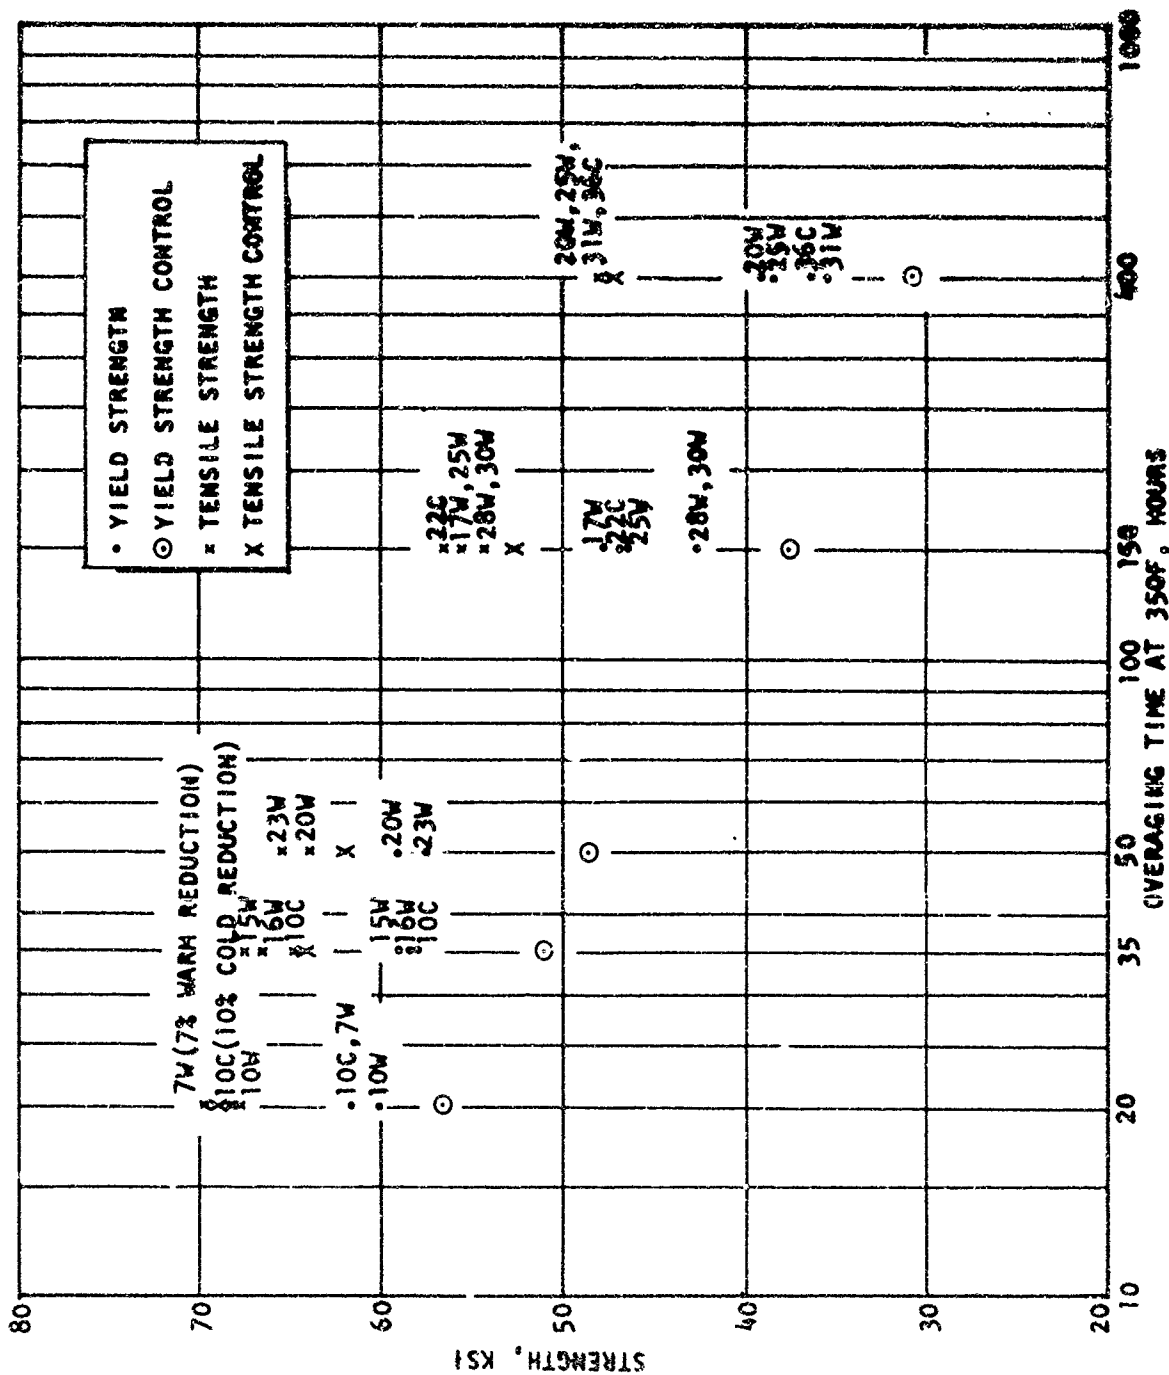 80
70
60
50
40
30
20
STRENGTH, KSI
• YIELD STRENGTH
⊙ YIELD STRENGTH CONTROL
× TENSILE STRENGTH
X TENSILE STRENGTH CONTROL
7W(7% WARM REDUCTION)
10C(10% COLD REDUCTION)
×10W
•10C,7W
•10W
×15W
×16W
10C
15W
16W
10C
×23W
×20W
X
•20W
•23W
×22C
×17W,25W
×28W,30W
X
17W
22C
25W
•28W,30W
20W,25W,
31W,36C
20W
•25W
•36C
•31W
10
20
35
50
100
150
400
1000
OVERAGING TIME AT 350F, HOURS